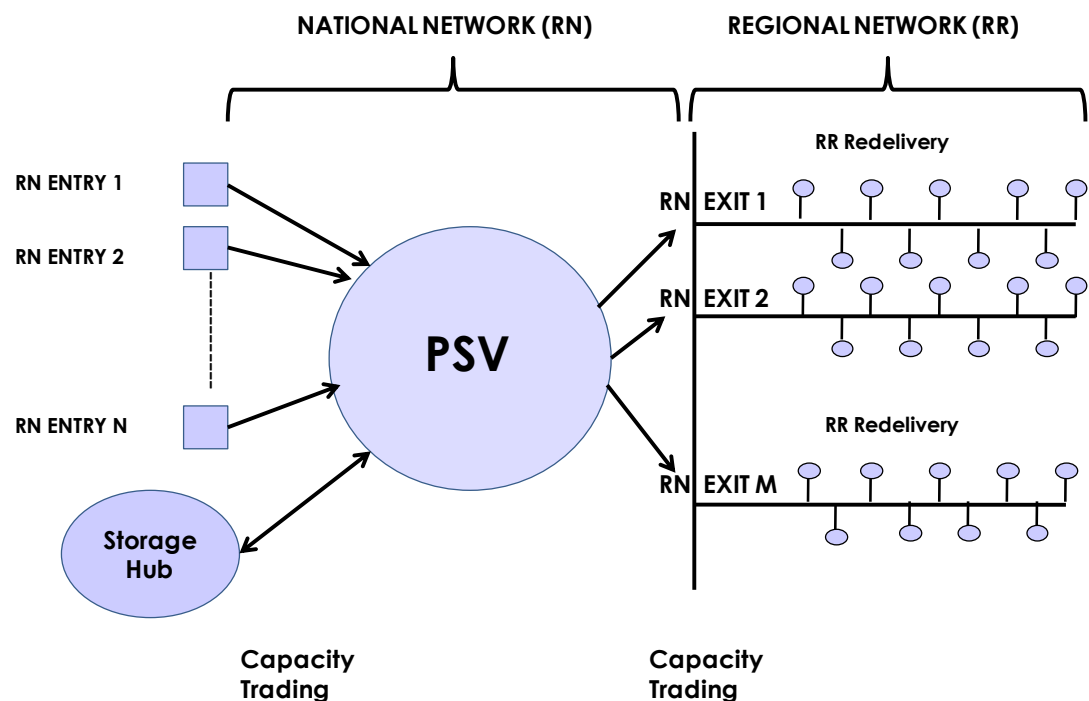 NATIONAL NETWORK (RN)
REGIONAL NETWORK (RR)
RR Redelivery
RN ENTRY 1
RN EXIT 1
RN ENTRY 2
RN EXIT 2
PSV
RN ENTRY N
RR Redelivery
RN EXIT M
Storage
Hub
Capacity
Trading
Capacity
Trading